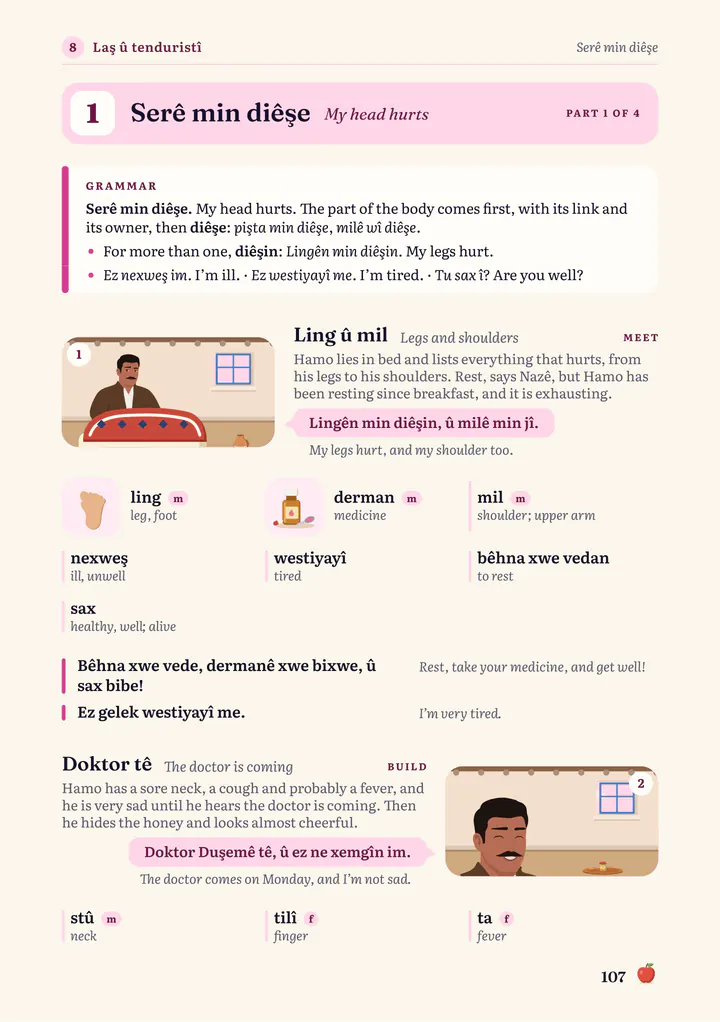 8 Laş û tenduristî
Serê min diêşe
1 Serê min diêşe My head hurts PART 1 OF 4
GRAMMAR
Serê min diêşe. My head hurts. The part of the body comes first, with its link and
its owner, then diêşe: pişta min diêşe, milê wî diêşe.
• For more than one, diêşin: Lingên min diêşin. My legs hurt.
• Ez nexweş im. I’m ill. · Ez westiyayî me. I’m tired. · Tu sax î? Are you well?
1
Ling û mil Legs and shoulders MEET
Hamo lies in bed and lists everything that hurts, from
his legs to his shoulders. Rest, says Nazê, but Hamo has
been resting since breakfast, and it is exhausting.
Lingên min diêşin, û milê min jî.
My legs hurt, and my shoulder too.
ling m
leg, foot
derman m
medicine
mil m
shoulder; upper arm
nexweş
ill, unwell
westiyayî
tired
bêhna xwe vedan
to rest
sax
healthy, well; alive
Bêhna xwe vede, dermanê xwe bixwe, û
sax bibe!
Rest, take your medicine, and get well!
Ez gelek westiyayî me.
I’m very tired.
Doktor tê The doctor is coming BUILD
Hamo has a sore neck, a cough and probably a fever, and
he is very sad until he hears the doctor is coming. Then
he hides the honey and looks almost cheerful.
Doktor Duşemê tê, û ez ne xemgîn im.
The doctor comes on Monday, and I’m not sad.
2
stû m
neck
tilî f
finger
ta f
fever
107